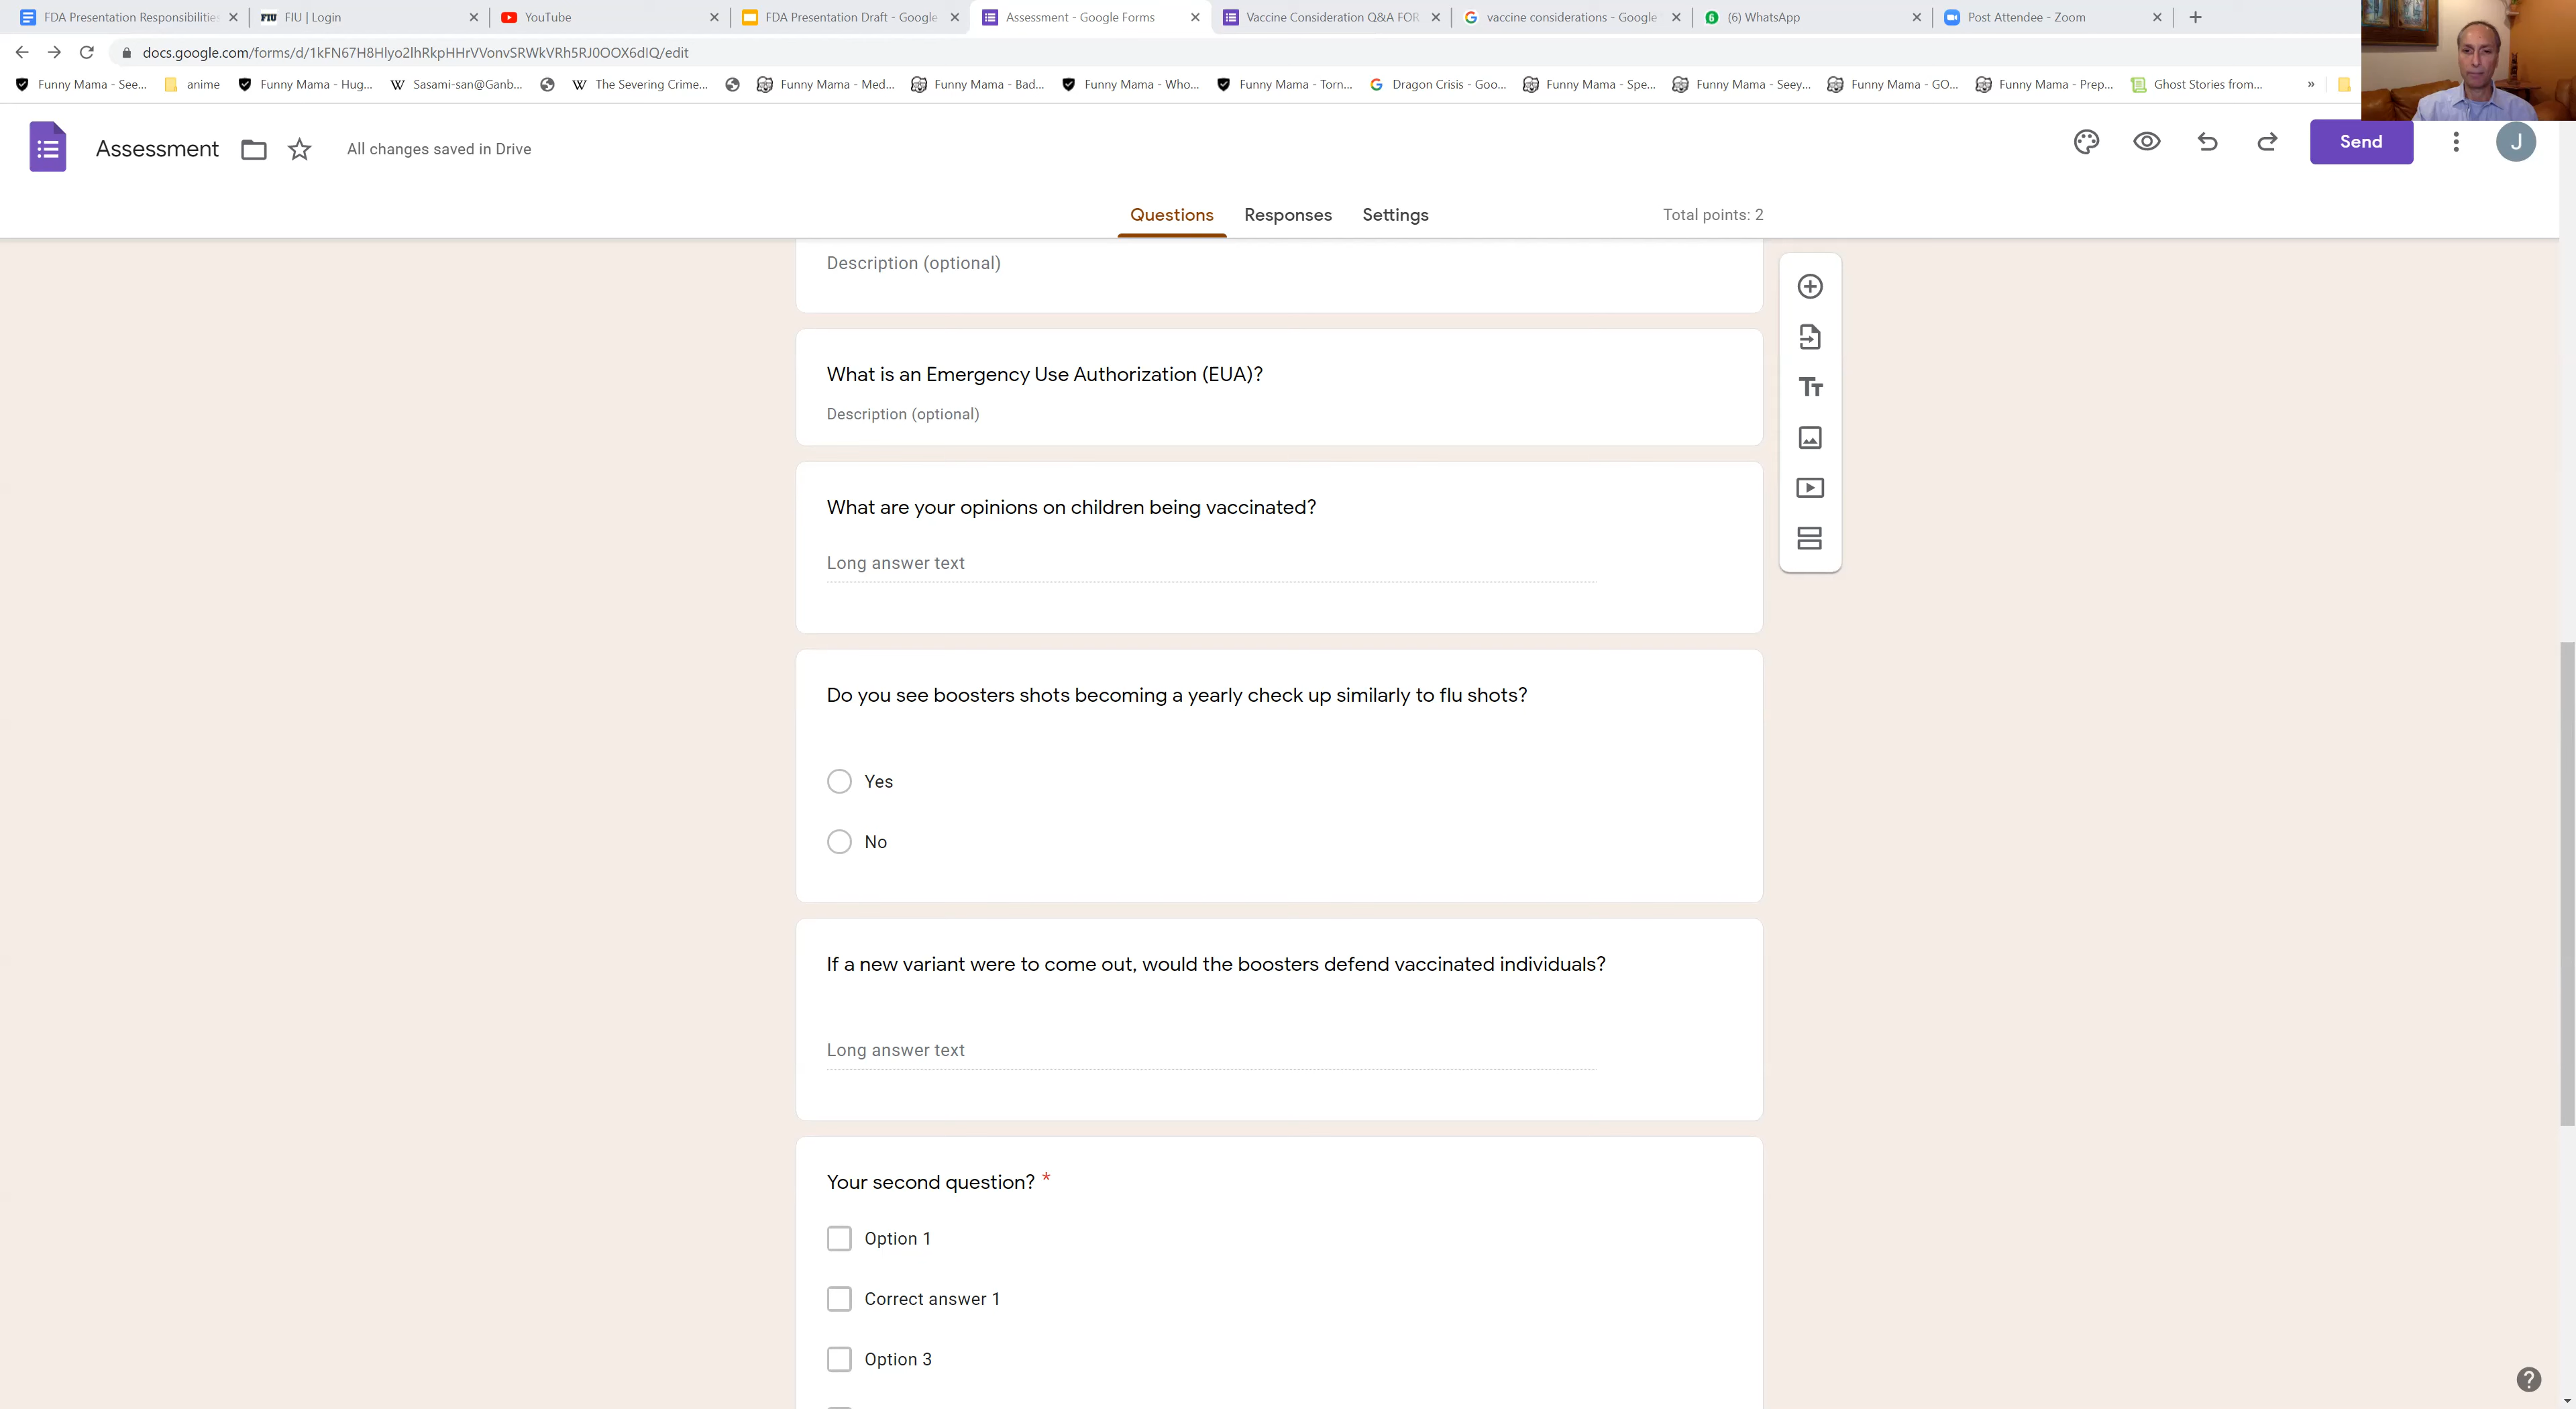 FDA Presentation Responsibilities
FIU FIU | Login
YouTube
FDA Presentation Draft - Google
Assessment - Google Forms
Vaccine Consideration Q&A FOR
vaccine considerations - Google
6 (6) WhatsApp
Post Attendee - Zoom
docs.google.com/forms/d/1kFN67H8Hlyo2lhRkpHHrVVonvSRWkVRh5RJ0OOX6dIQ/edit
Funny Mama - See...
anime
Funny Mama - Hug...
W Sasami-san@Ganb...
W The Severing Crime...
Funny Mama - Med...
Funny Mama - Bad...
Funny Mama - Who...
Funny Mama - Torn...
Dragon Crisis - Goo...
Funny Mama - Spe...
Funny Mama - Seey...
Funny Mama - GO...
Funny Mama - Prep...
Ghost Stories from...
»
Assessment
All changes saved in Drive
Send
J
Questions
Responses
Settings
Total points: 2
Description (optional)
What is an Emergency Use Authorization (EUA)?
Description (optional)
What are your opinions on children being vaccinated?
Long answer text
Do you see boosters shots becoming a yearly check up similarly to flu shots?
Yes
No
If a new variant were to come out, would the boosters defend vaccinated individuals?
Long answer text
Your second question? *
Option 1
Correct answer 1
Option 3